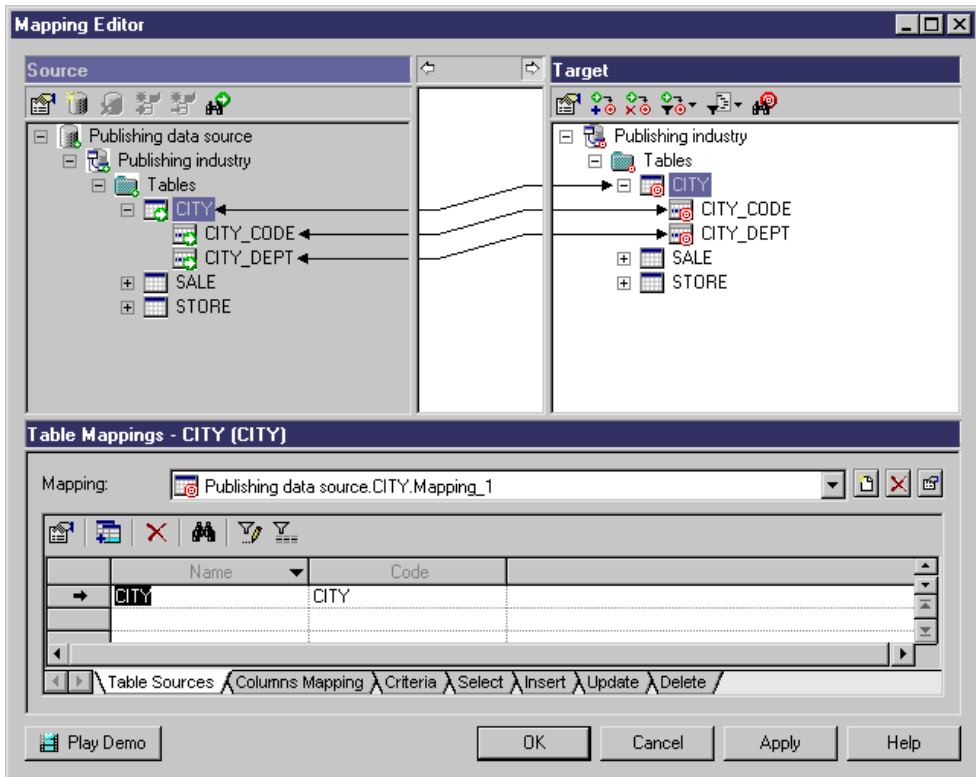 Mapping Editor
Source
Target
Publishing data source
Publishing industry
Tables
CITY
CITY_CODE
CITY_DEPT
SALE
STORE
Publishing industry
Tables
CITY
CITY_CODE
CITY_DEPT
SALE
STORE
Table Mappings - CITY (CITY)
Mapping: Publishing data source.CITY.Mapping_1
Name Code
CITY CITY
Table Sources Columns Mapping Criteria Select Insert Update Delete
Play Demo OK Cancel Apply Help